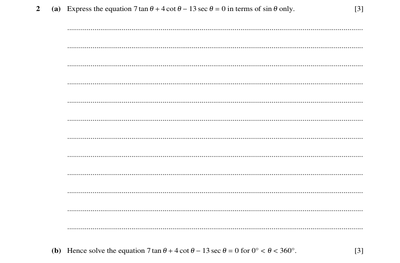 2 (a) Express the equation 7 tan θ + 4 cot θ − 13 sec θ = 0 in terms of sin θ only. [3]
(b) Hence solve the equation 7 tan θ + 4 cot θ − 13 sec θ = 0 for 0° < θ < 360°. [3]